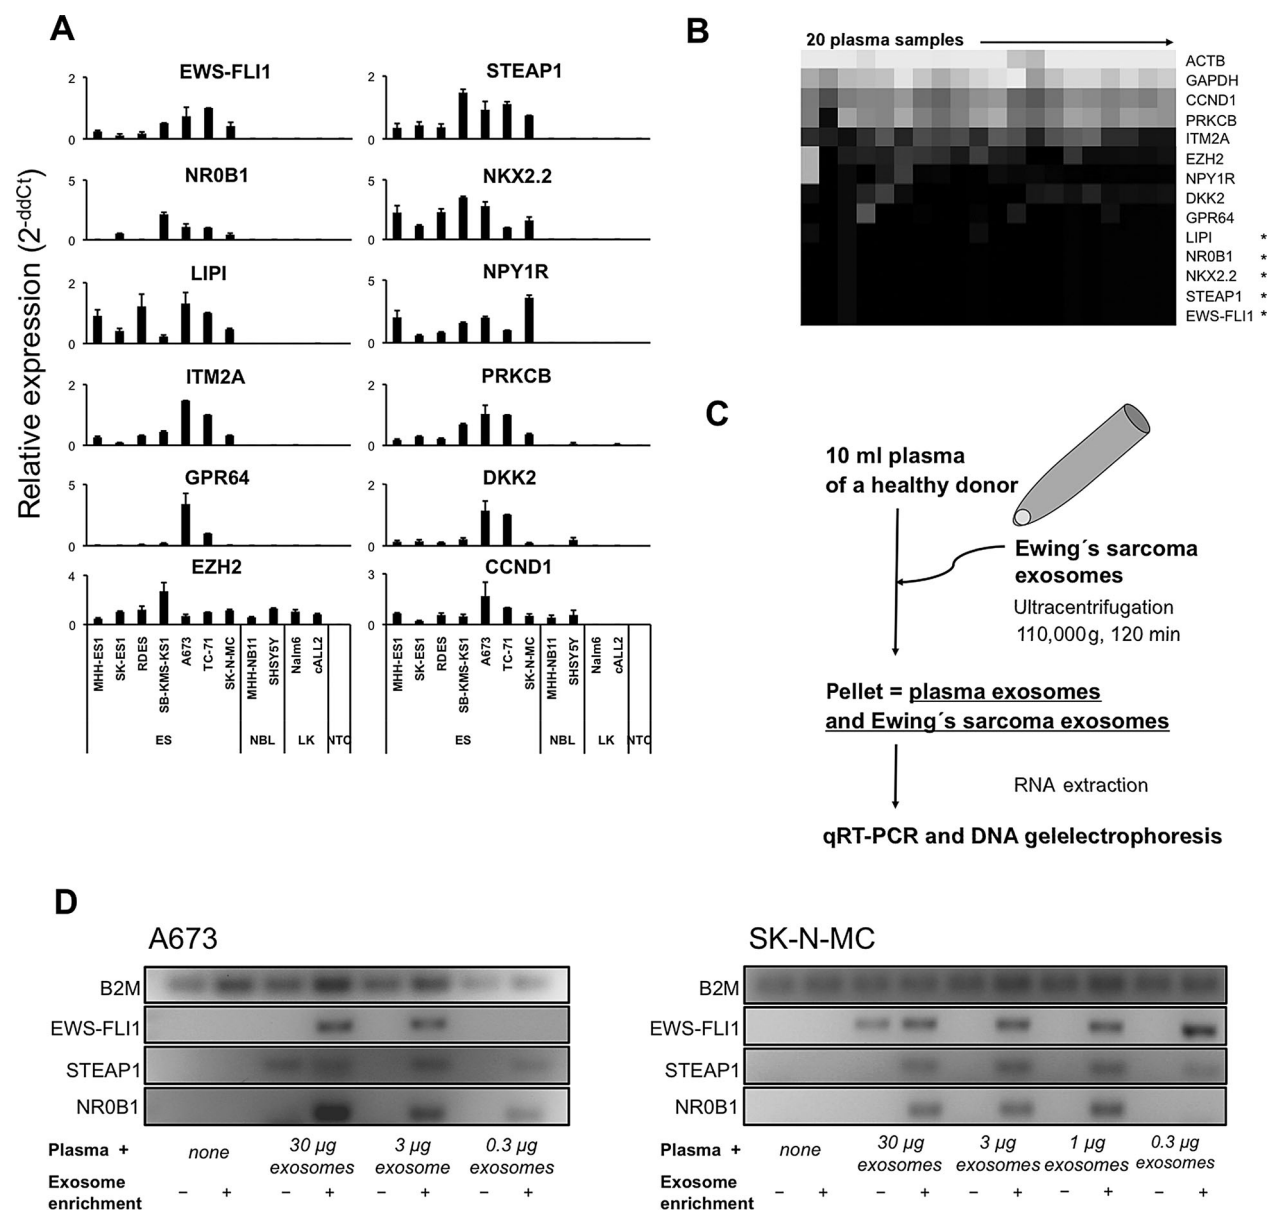 A
Relative expression (2-ddCt)
EWS-FLI1
2
0
STEAP1
2
0
NR0B1
5
0
NKX2.2
5
0
LIPI
2
0
NPY1R
5
0
ITM2A
2
0
PRKCB
2
0
GPR64
5
0
DKK2
2
0
EZH2
4
0
CCND1
3
0
MHH-ES1 SK-ES1 RDES SB-KMS-KS1 A673 TC-71 SK-N-MC MHH-NB11 SHSY5Y Nalm6 cALL2
ES NBL LK NTC
MHH-ES1 SK-ES1 RDES SB-KMS-KS1 A673 TC-71 SK-N-MC MHH-NB11 SHSY5Y Nalm6 cALL2
ES NBL LK NTC
B
20 plasma samples
ACTB
GAPDH
CCND1
PRKCB
ITM2A
EZH2
NPY1R
DKK2
GPR64
LIPI *
NR0B1 *
NKX2.2 *
STEAP1 *
EWS-FLI1 *
C
10 ml plasma
of a healthy donor
Ewing´s sarcoma
exosomes
Ultracentrifugation
110,000g, 120 min
Pellet = plasma exosomes
and Ewing´s sarcoma exosomes
RNA extraction
qRT-PCR and DNA gelelectrophoresis
D
A673
B2M
EWS-FLI1
STEAP1
NR0B1
Plasma + none 30 µg 3 µg 0.3 µg
exosomes exosome exosomes
Exosome
enrichment − + − + − + − +
SK-N-MC
B2M
EWS-FLI1
STEAP1
NR0B1
Plasma + none 30 µg 3 µg 1 µg 0.3 µg
exosomes exosomes exosomes exosomes
Exosome
enrichment − + − + − + − + − +